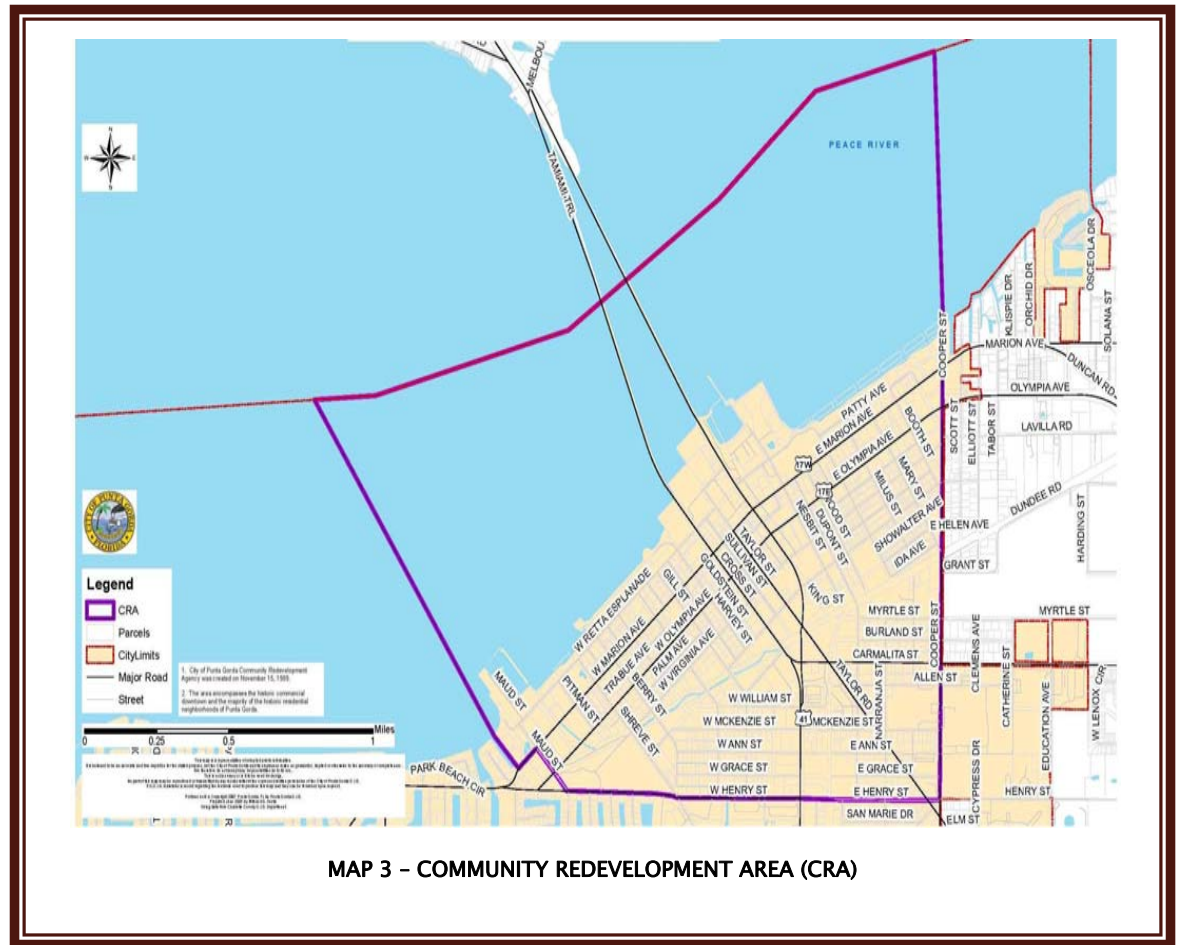 MELBOU
TAMIAMI TRL
PEACE RIVER
N
W
E
S
OSCEOLA DR
KLISPIE DR
ORCHID DR
SOLANA ST
COOPER ST
MARION AVE
DUNCAN RD
OLYMPIA AVE
PATTY AVE
E MARION AVE
BOOTH ST
SCOTT ST
ELLIOTT ST
TABOR ST
LAVILLA RD
E OLYMPIA AVE
17W
MARY ST
MILUS ST
DUNDEE RD
HARDING ST
NESBIT ST
DUPONT ST
SHOWALTER AVE
E HELEN AVE
IDA AVE
GRANT ST
TAYLOR ST
SULLIVAN ST
CROSS ST
GOLDSTEIN ST
HARVEY ST
KING ST
CITY OF PUNTA GORDA
FLORIDA
W RETTA ESPLANADE
GILL ST
W MARION AVE
W OLYMPIA AVE
TRABUE AVE
PALM AVE
W VIRGINIA AVE
PITMAN ST
BERRY ST
SHREVE ST
MAUD ST
MAUD ST
MYRTLE ST
MYRTLE ST
BURLAND ST
COOPER ST
CARMALITA ST
ALLEN ST
CLEMENS AVE
CATHERINE ST
EDUCATION AVE
W LENOX CIR
TAYLOR RD
NARRANJA ST
W WILLIAM ST
W MCKENZIE ST
41
MCKENZIE ST
W ANN ST
E ANN ST
W GRACE ST
E GRACE ST
W HENRY ST
E HENRY ST
HENRY ST
CYPRESS DR
SAN MARIE DR
ELM ST
PARK BEACH CIR
Legend
CRA
Parcels
CityLimits
Major Road
Street
1. City of Punta Gorda Community Redevelopment
Agency was created on November 15, 1989.
2. The area encompasses the historic commercial
downtown and the majority of the historic residential
neighborhoods of Punta Gorda.
Miles
0 0.25 0.5 1
MAP 3 – COMMUNITY REDEVELOPMENT AREA (CRA)